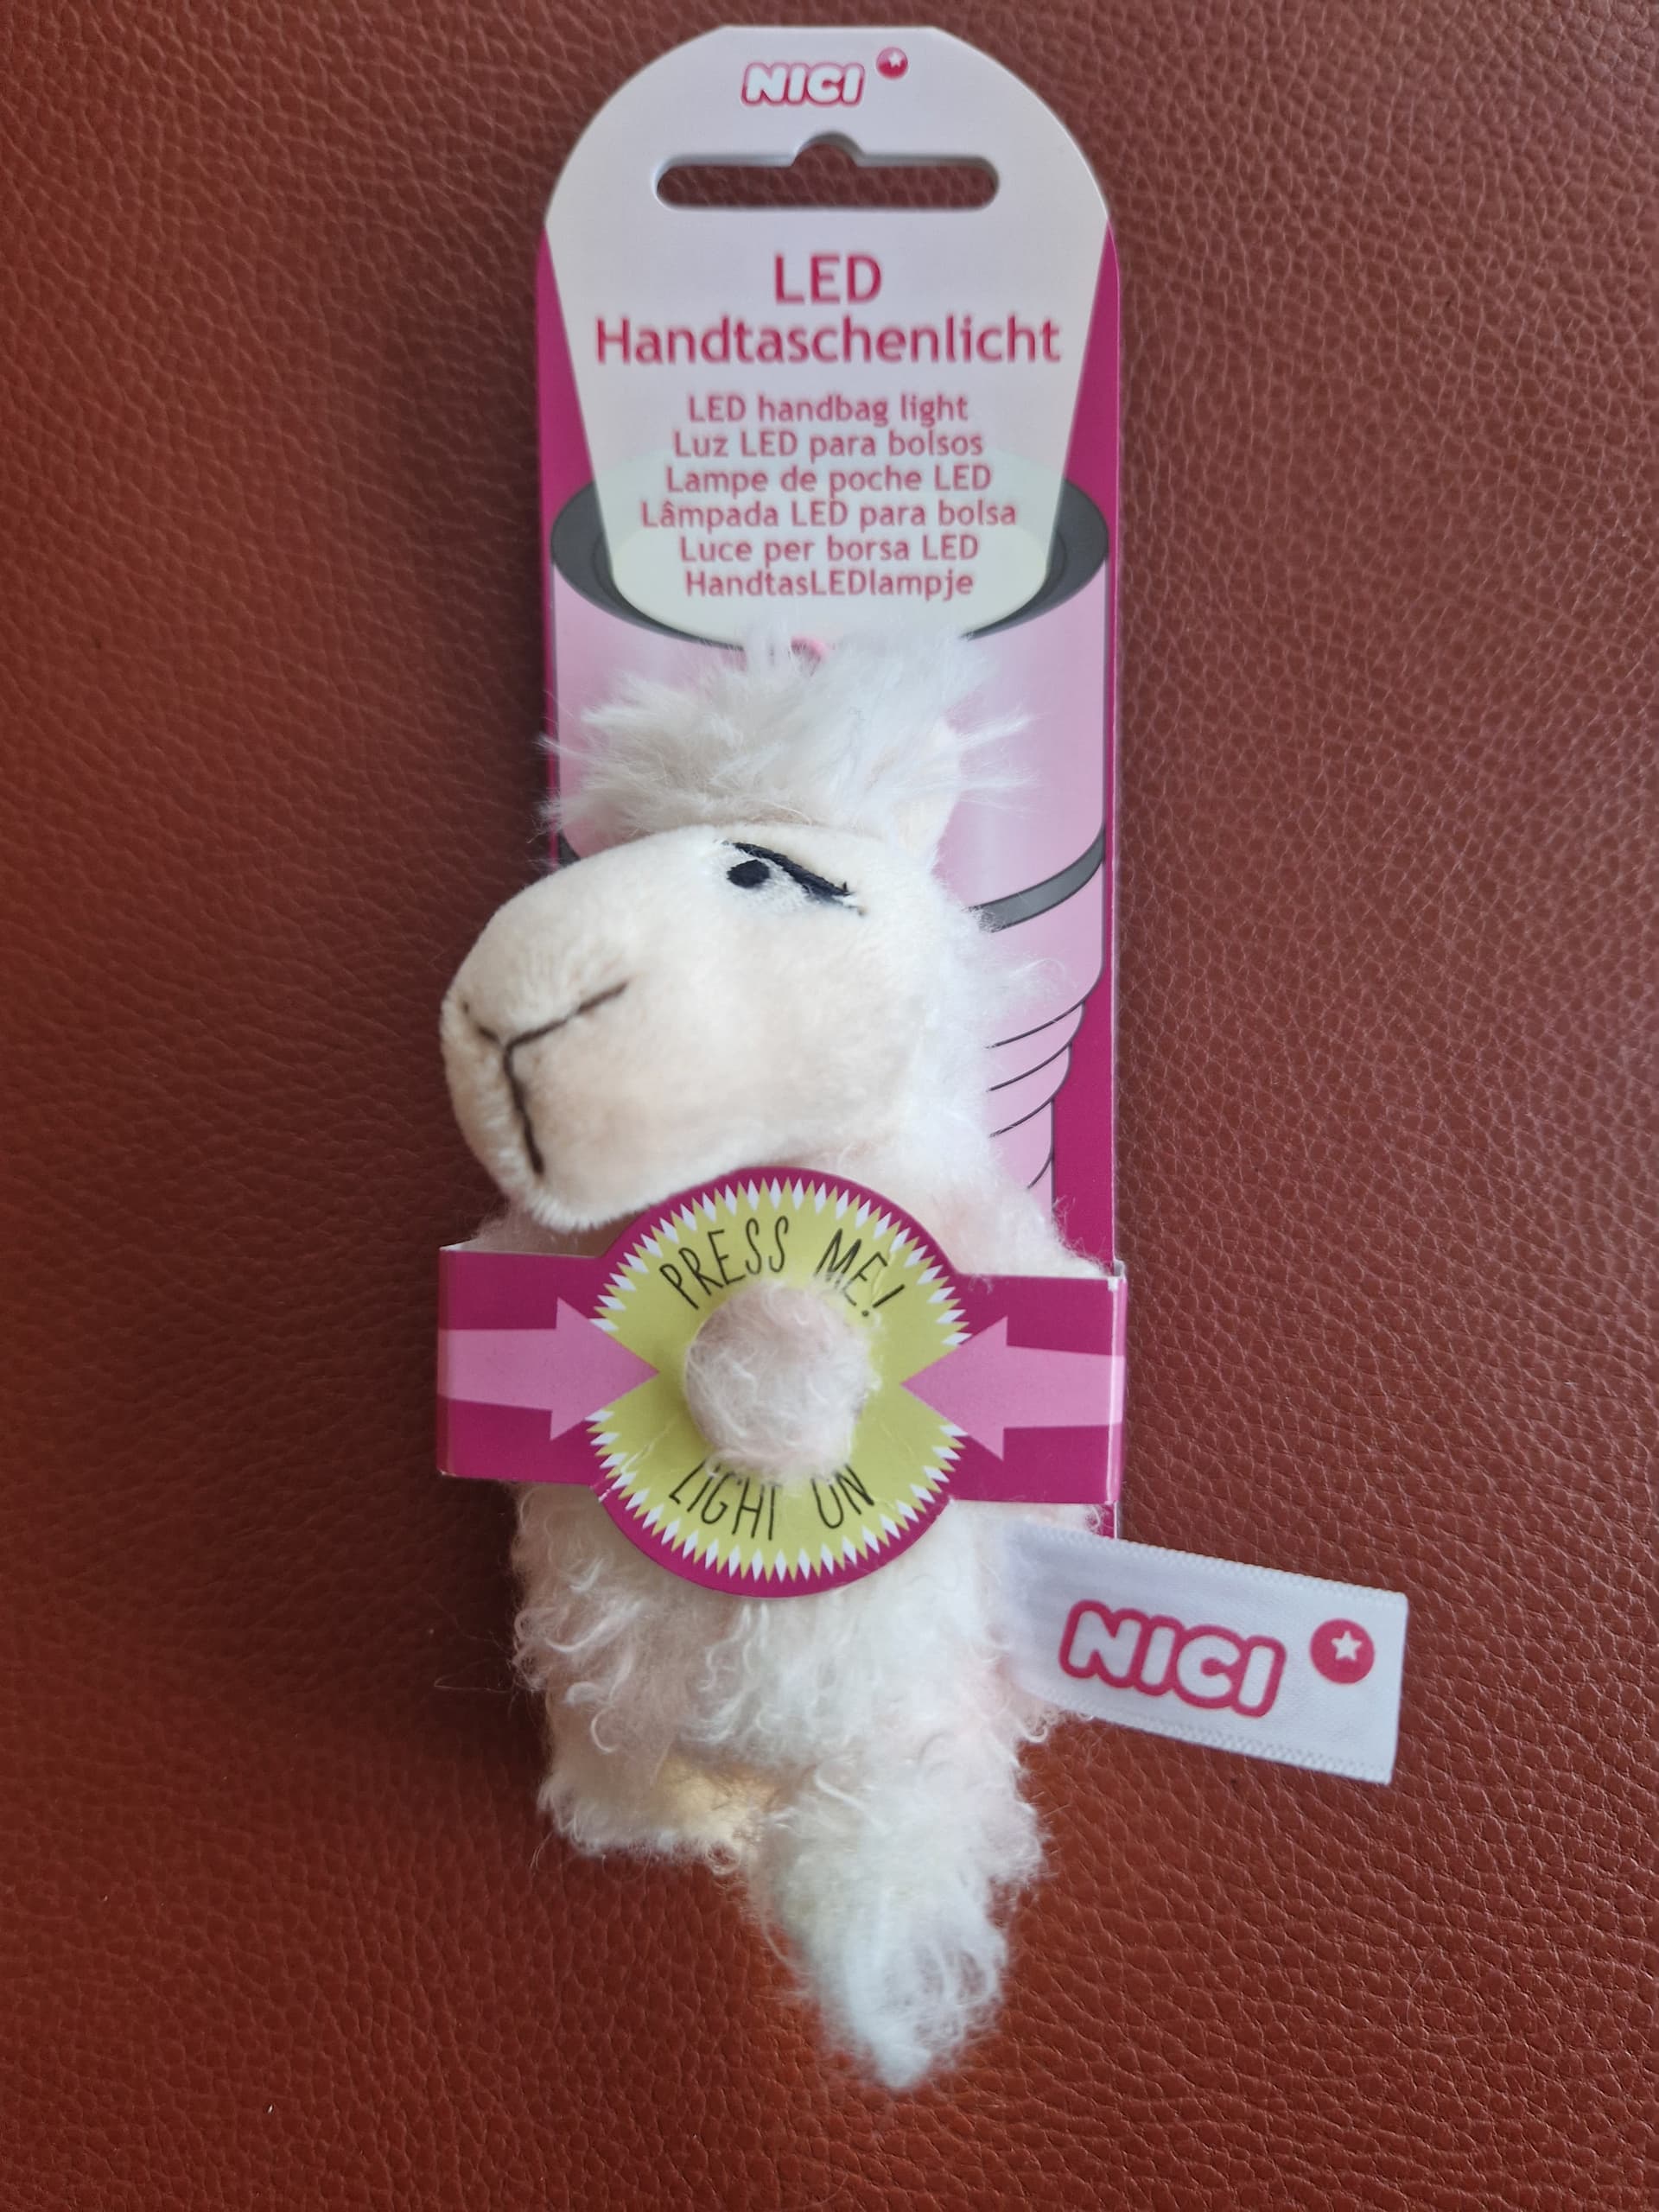 NICI
LED
Handtaschenlicht
LED handbag light
Luz LED para bolsos
Lampe de poche LED
Lâmpada LED para bolsa
Luce per borsa LED
HandtasLEDlampje
PRESS ME!
LIGHT ON
NICI